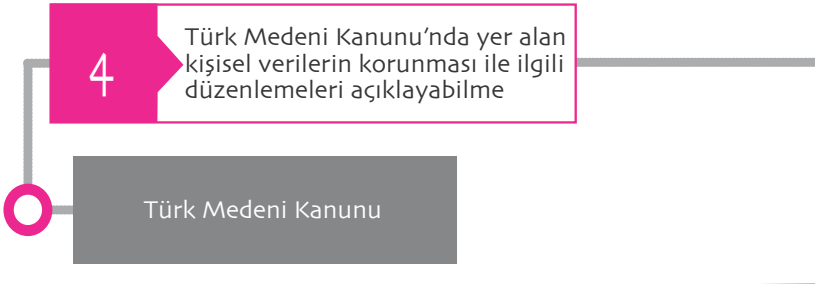 4
Türk Medeni Kanunu’nda yer alan
kişisel verilerin korunması ile ilgili
düzenlemeleri açıklayabilme
Türk Medeni Kanunu